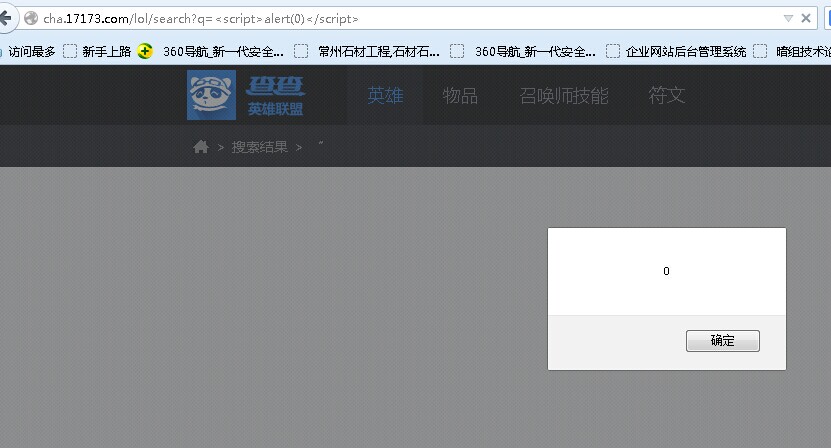 cha.17173.com/lol/search?q=<script>alert(0)</script>
访问最多 新手上路 360导航_新一代安全... 常州石材工程,石材石... 360导航_新一代安全... 企业网站后台管理系统 暗组技术论
查查
英雄联盟
英雄 物品 召唤师技能 符文
> 搜索结果 > "
0
确定